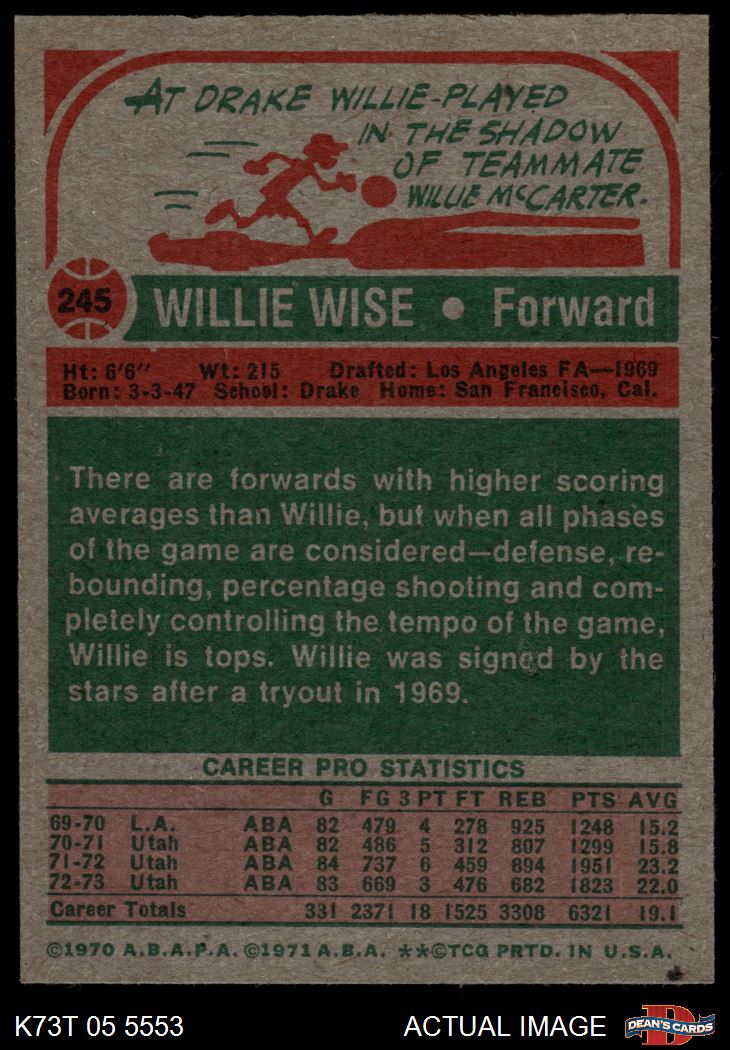 AT DRAKE WILLIE-PLAYED
IN THE SHADOW
OF TEAMMATE
WILLIE McCARTER.
245
WILLIE WISE • Forward
Ht: 6'6" Wt: 215 Drafted: Los Angeles FA—1969
Born: 3-3-47 School: Drake Home: San Francisco, Cal.
There are forwards with higher scoring
averages than Willie, but when all phases
of the game are considered—defense, re-
bounding, percentage shooting and com-
pletely controlling the tempo of the game,
Willie is tops. Willie was signed by the
stars after a tryout in 1969.
CAREER PRO STATISTICS
G FG 3 PT FT REB PTS AVG
69-70 L.A. ABA 82 479 4 278 925 1248 15.2
70-71 Utah ABA 82 486 5 312 807 1299 15.8
71-72 Utah ABA 84 737 6 459 894 1951 23.2
72-73 Utah ABA 83 669 3 476 682 1823 22.0
Career Totals 331 2371 18 1525 3308 6321 19.1
©1970 A.B.A.P.A. ©1971 A.B.A. **©TCG PRTD. IN U.S.A.
K73T 05 5553 ACTUAL IMAGE
DEAN'S CARDS